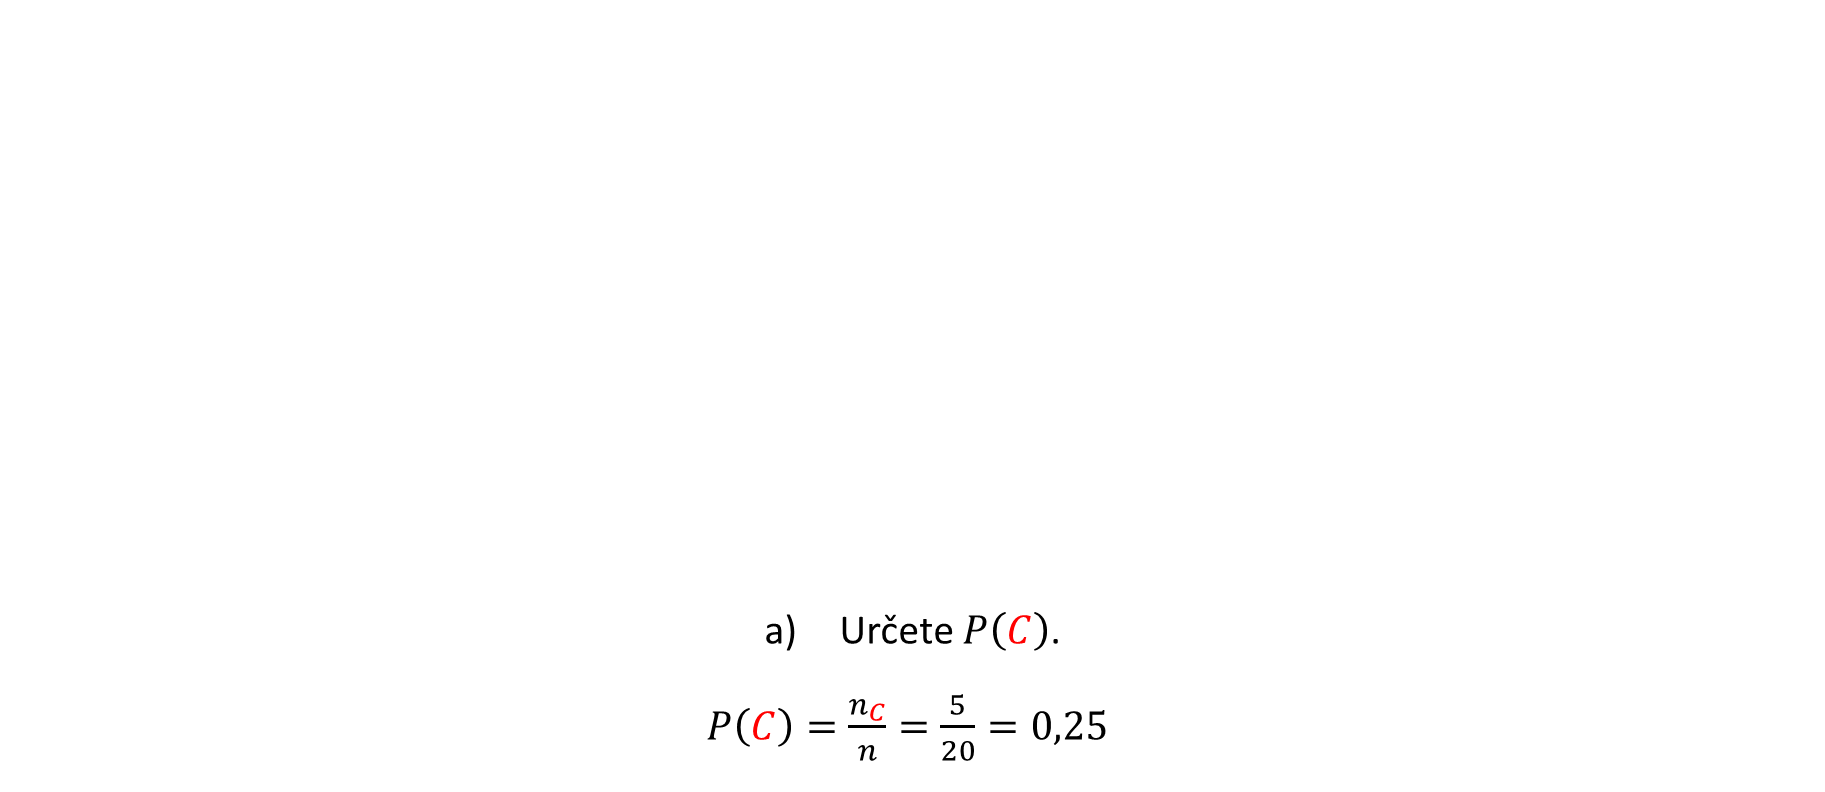 a) Určete P(C).
P(C) = n_C/n = 5/20 = 0,25